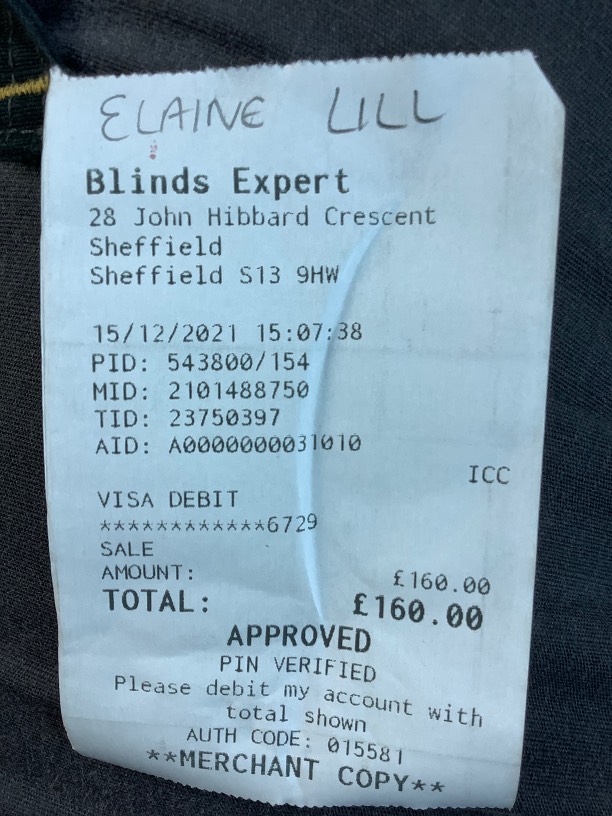 ELAINE LILL
Blinds Expert
28 John Hibbard Crescent
Sheffield
Sheffield S13 9HW
15/12/2021 15:07:38
PID: 543800/154
MID: 2101488750
TID: 23750397
AID: A0000000031010
ICC
VISA DEBIT
************6729
SALE
AMOUNT: £160.00
TOTAL: £160.00
APPROVED
PIN VERIFIED
Please debit my account with
total shown
AUTH CODE: 015581
**MERCHANT COPY**